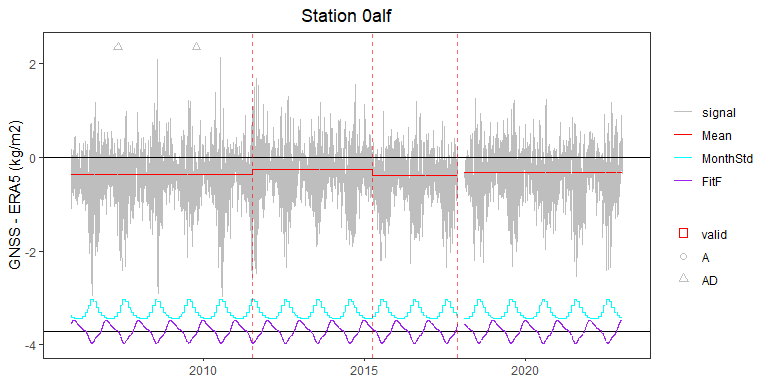 Station 0alf
GNSS - ERA5 (kg/m2)
2
0
-2
-4
2010
2015
2020
signal
Mean
MonthStd
FitF
valid
A
AD